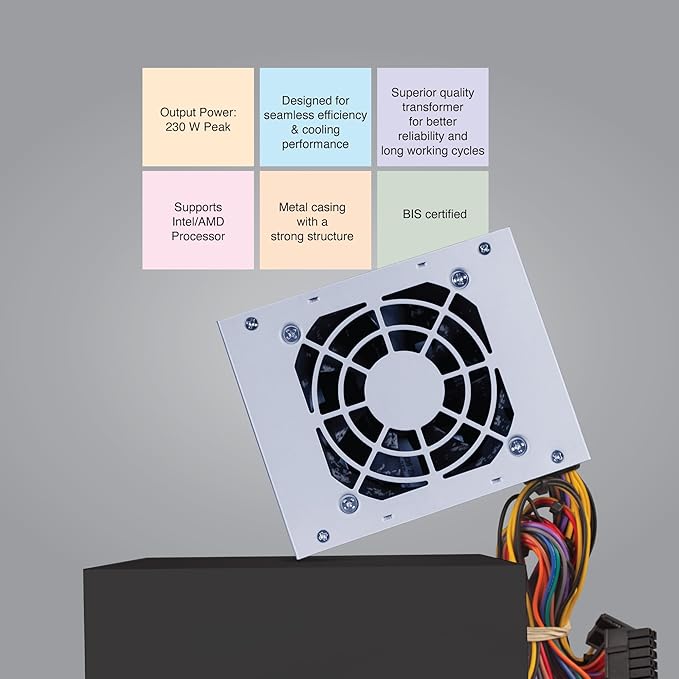 Output Power:
230 W Peak
Designed for
seamless efficiency
& cooling
performance
Superior quality
transformer
for better
reliability and
long working cycles
Supports
Intel/AMD
Processor
Metal casing
with a
strong structure
BIS certified